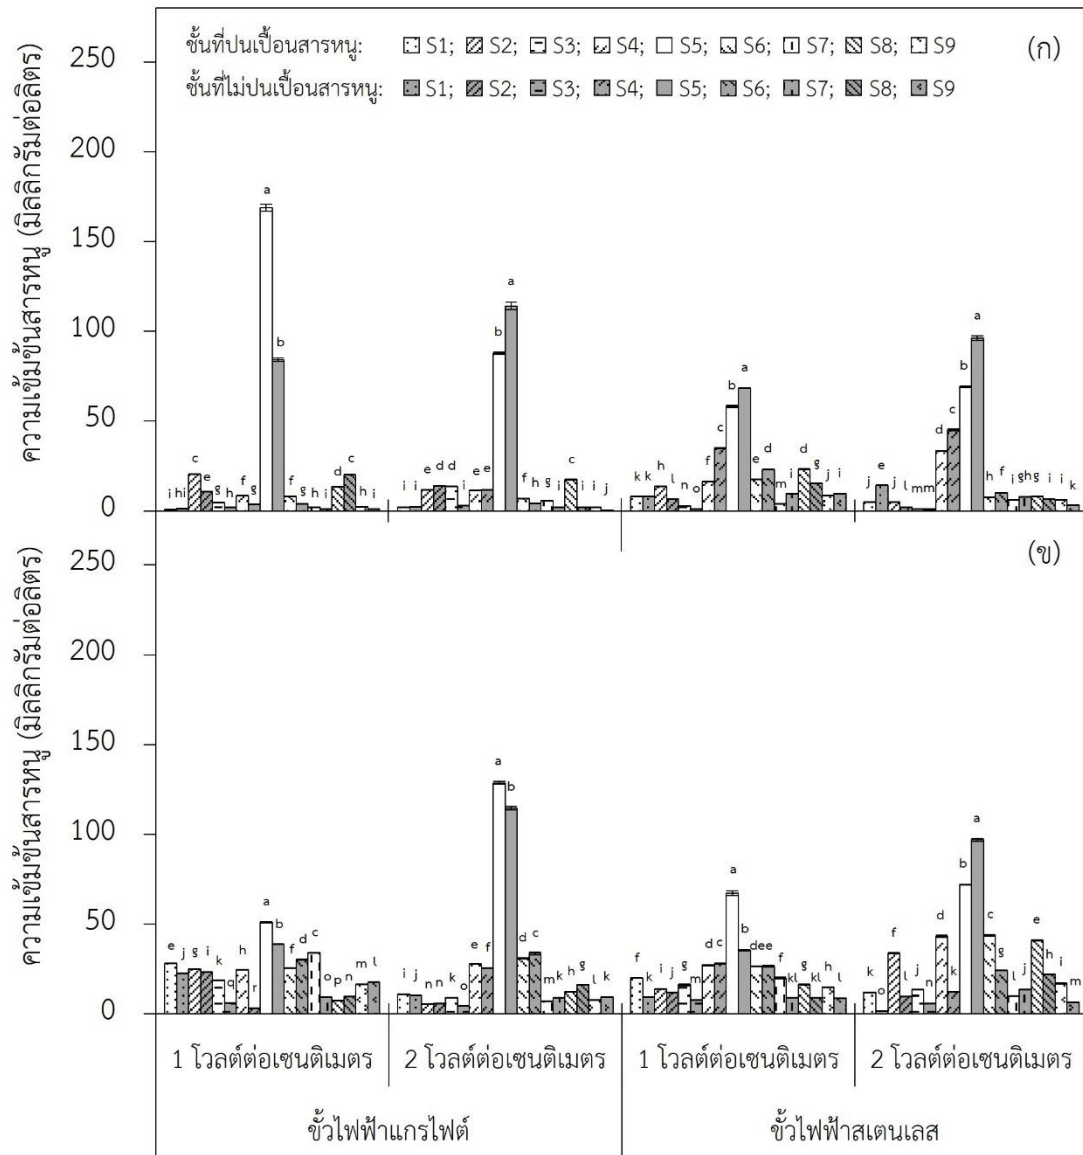 ชั้นที่ปนเปื้อนสารหนู: S1; S2; S3; S4; S5; S6; S7; S8; S9
(ก)
ชั้นที่ไม่ปนเปื้อนสารหนู: S1; S2; S3; S4; S5; S6; S7; S8; S9
ความเข้มข้นสารหนู (มิลลิกรัมต่อลิตร)
250
200
150
100
50
0
(ข)
ความเข้มข้นสารหนู (มิลลิกรัมต่อลิตร)
250
200
150
100
50
0
1 โวลต์ต่อเซนติเมตร 2 โวลต์ต่อเซนติเมตร 1 โวลต์ต่อเซนติเมตร 2 โวลต์ต่อเซนติเมตร
ขั้วไฟฟ้าแกรไฟต์ ขั้วไฟฟ้าสเตนเลส